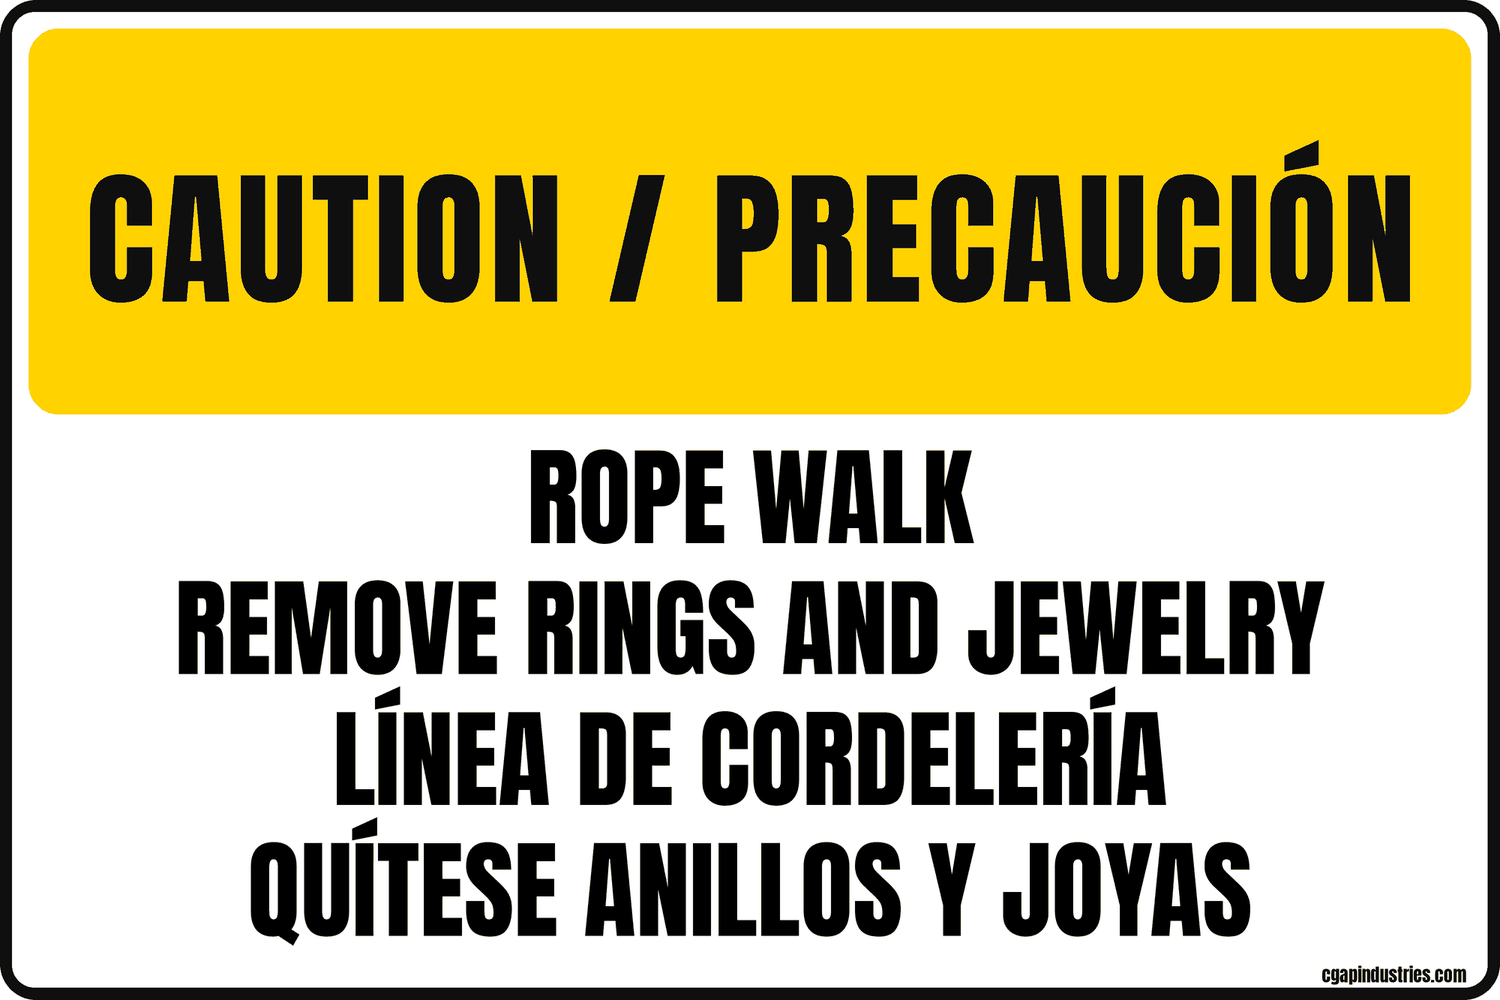 CAUTION / PRECAUCIÓN
ROPE WALK
REMOVE RINGS AND JEWELRY
LÍNEA DE CORDELERÍA
QUÍTESE ANILLOS Y JOYAS
cgapindustries.com